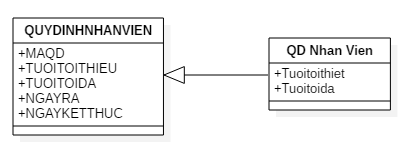 QUYDINHNHANVIEN
+MAQD
+TUOITOITHIEU
+TUOITOIDA
+NGAYRA
+NGAYKETTHUC
QD Nhan Vien
+Tuoitoithiet
+Tuoitoida